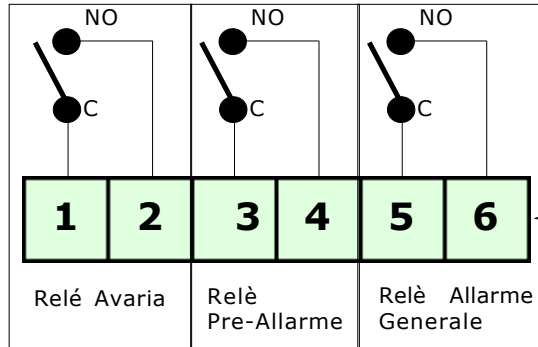 NO NO NO
C C C
1 2 3 4 5 6
Relé Avaria
Relè
Pre-Allarme
Relè Allarme
Generale